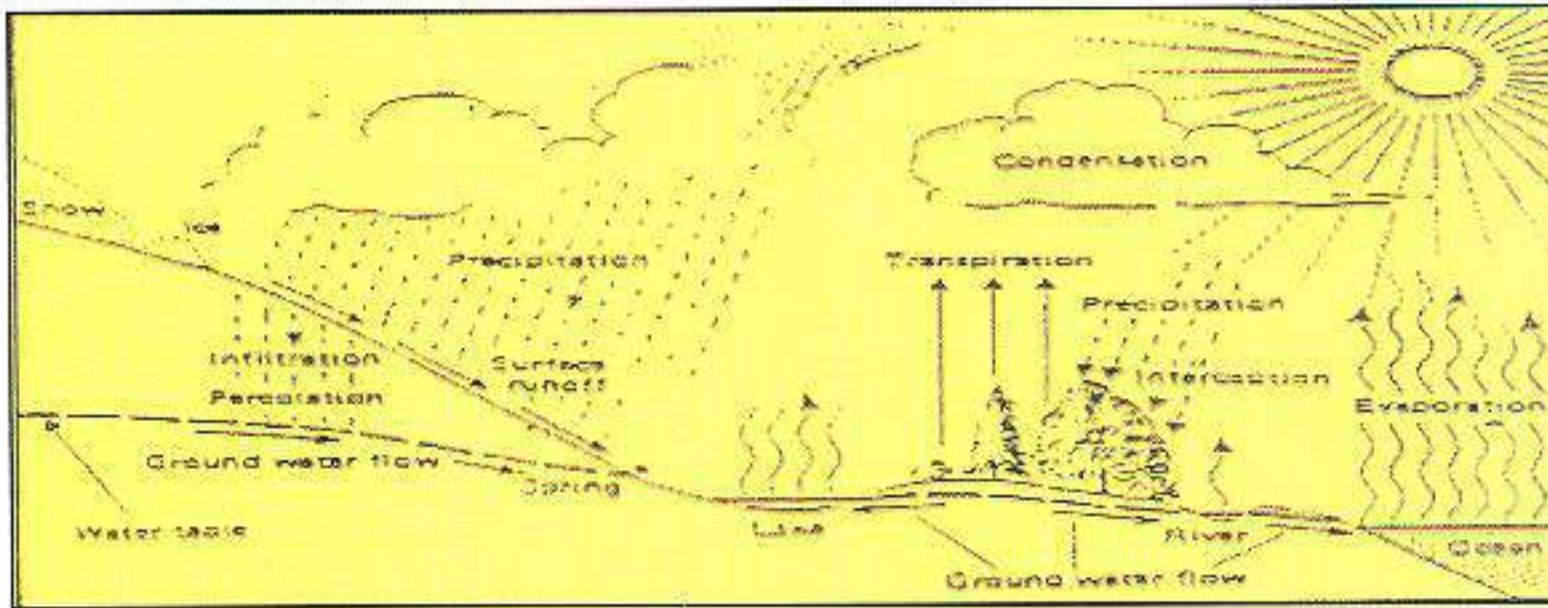 Condensation
Snow
Ice
Precipitation
Transpiration
Precipitation
Infiltration
Surface
runoff
Interception
Percolation
Evaporation
Ground water flow
Spring
Water table
Lake
River
Ocean
Ground water flow